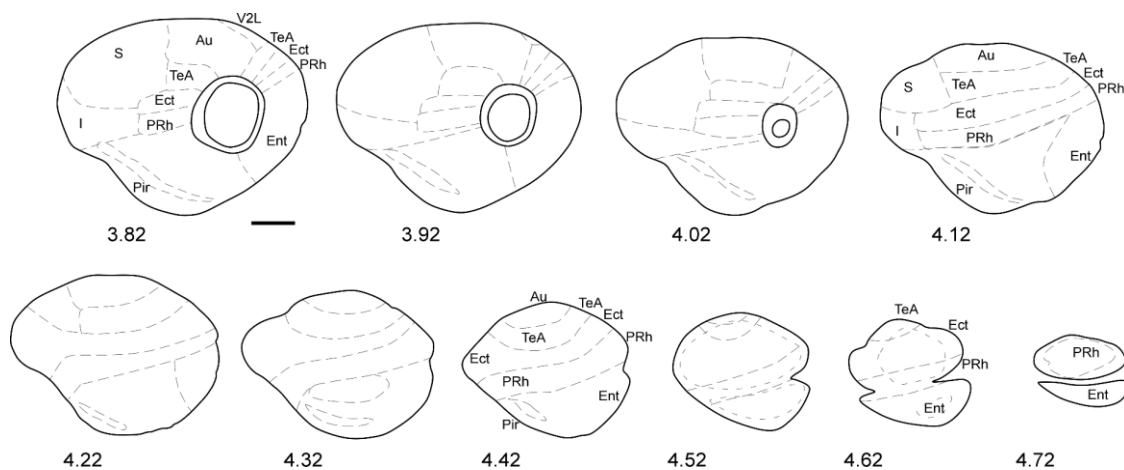 V2L
TeA
Ect
PRh
S
Au
TeA
Ect
I
PRh
Ent
Pir
3.82
3.92
4.02
Au
TeA
Ect
PRh
S
TeA
Ect
I
PRh
Ent
Pir
4.12
4.22
4.32
Au
TeA
Ect
PRh
TeA
Ect
PRh
Ent
Pir
4.42
4.52
TeA
Ect
PRh
Ent
4.62
PRh
Ent
4.72